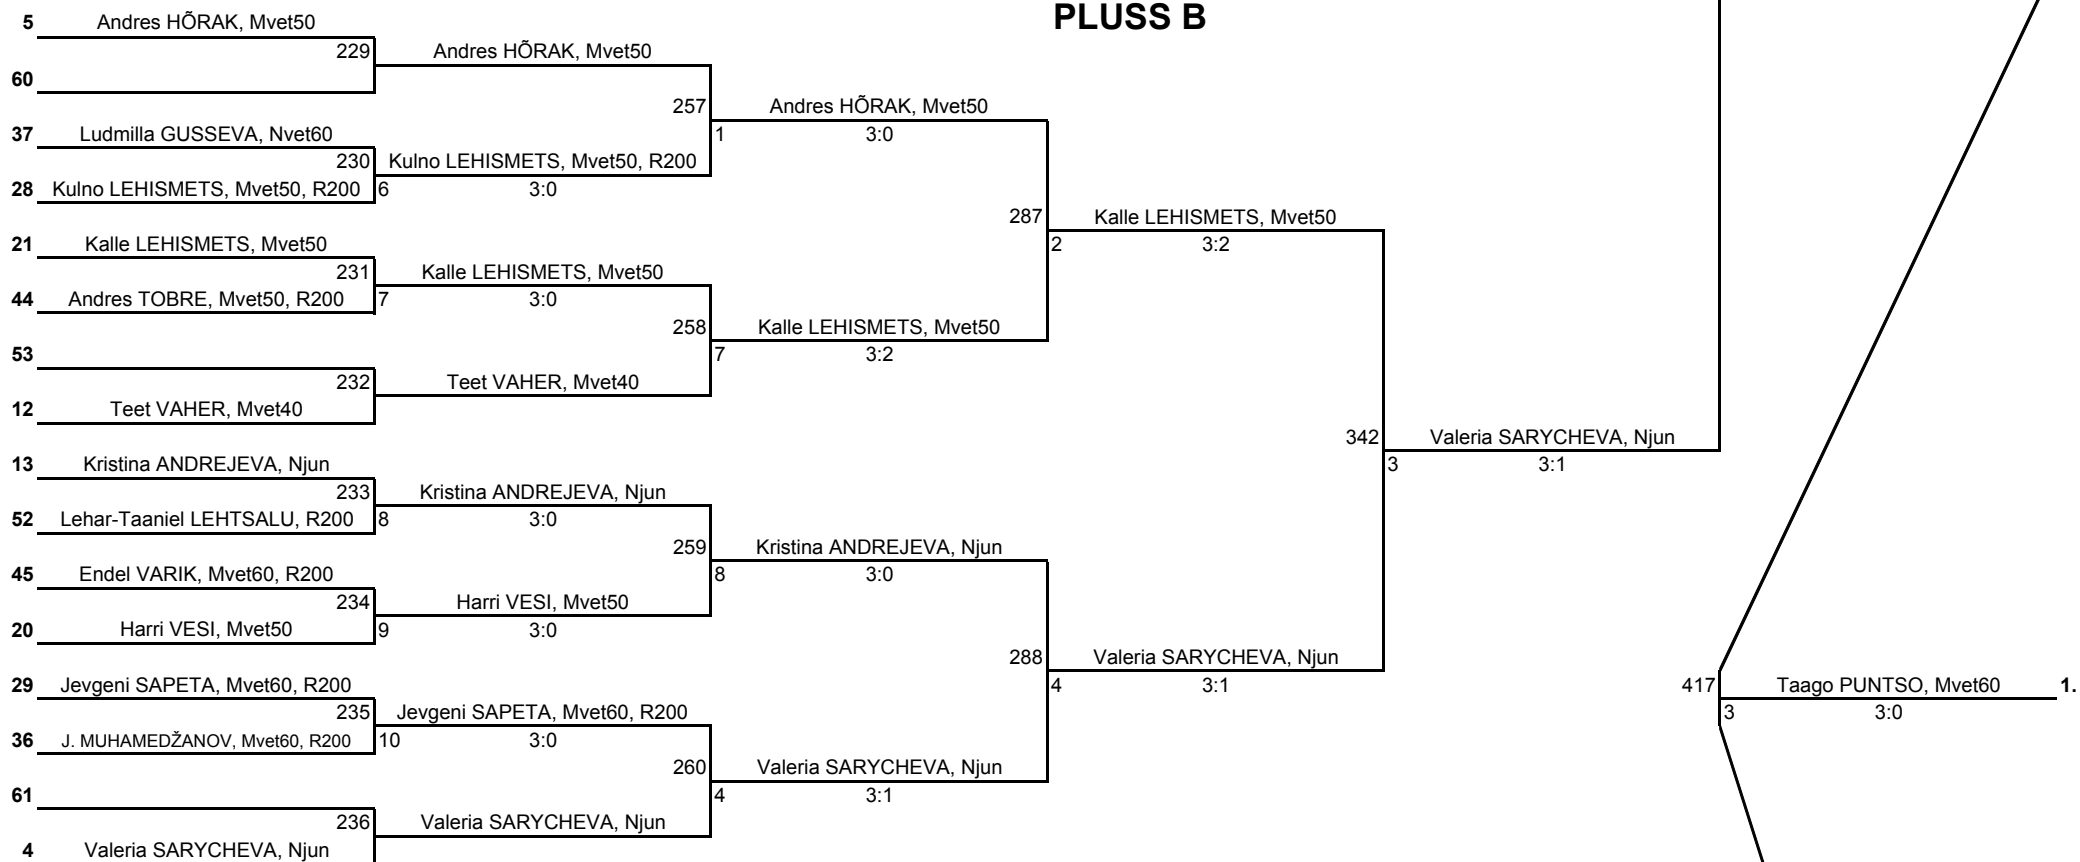 PLUSS B
5 Andres HÕRAK, Mvet50
229 Andres HÕRAK, Mvet50
60
257 Andres HÕRAK, Mvet50
37 Ludmilla GUSSEVA, Nvet60
1 3:0
230 Kulno LEHISMETS, Mvet50, R200
28 Kulno LEHISMETS, Mvet50, R200 6 3:0
287 Kalle LEHISMETS, Mvet50
21 Kalle LEHISMETS, Mvet50
2 3:2
231 Kalle LEHISMETS, Mvet50
44 Andres TOBRE, Mvet50, R200 7 3:0
258 Kalle LEHISMETS, Mvet50
53
7 3:2
232 Teet VAHER, Mvet40
12 Teet VAHER, Mvet40
342 Valeria SARYCHEVA, Njun
13 Kristina ANDREJEVA, Njun
3 3:1
233 Kristina ANDREJEVA, Njun
52 Lehar-Taaniel LEHTSALU, R200 8 3:0
259 Kristina ANDREJEVA, Njun
45 Endel VARIK, Mvet60, R200
8 3:0
234 Harri VESI, Mvet50
20 Harri VESI, Mvet50 9 3:0
288 Valeria SARYCHEVA, Njun
29 Jevgeni SAPETA, Mvet60, R200
4 3:1
417 Taago PUNTSO, Mvet60 1.
235 Jevgeni SAPETA, Mvet60, R200
3 3:0
36 J. MUHAMEDŽANOV, Mvet60, R200 10 3:0
260 Valeria SARYCHEVA, Njun
61
4 3:1
236 Valeria SARYCHEVA, Njun
4 Valeria SARYCHEVA, Njun